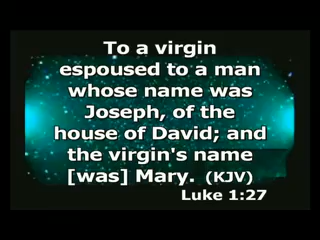 To a virgin
espoused to a man
whose name was
Joseph, of the
house of David; and
the virgin's name
[was] Mary. (KJV)
Luke 1:27